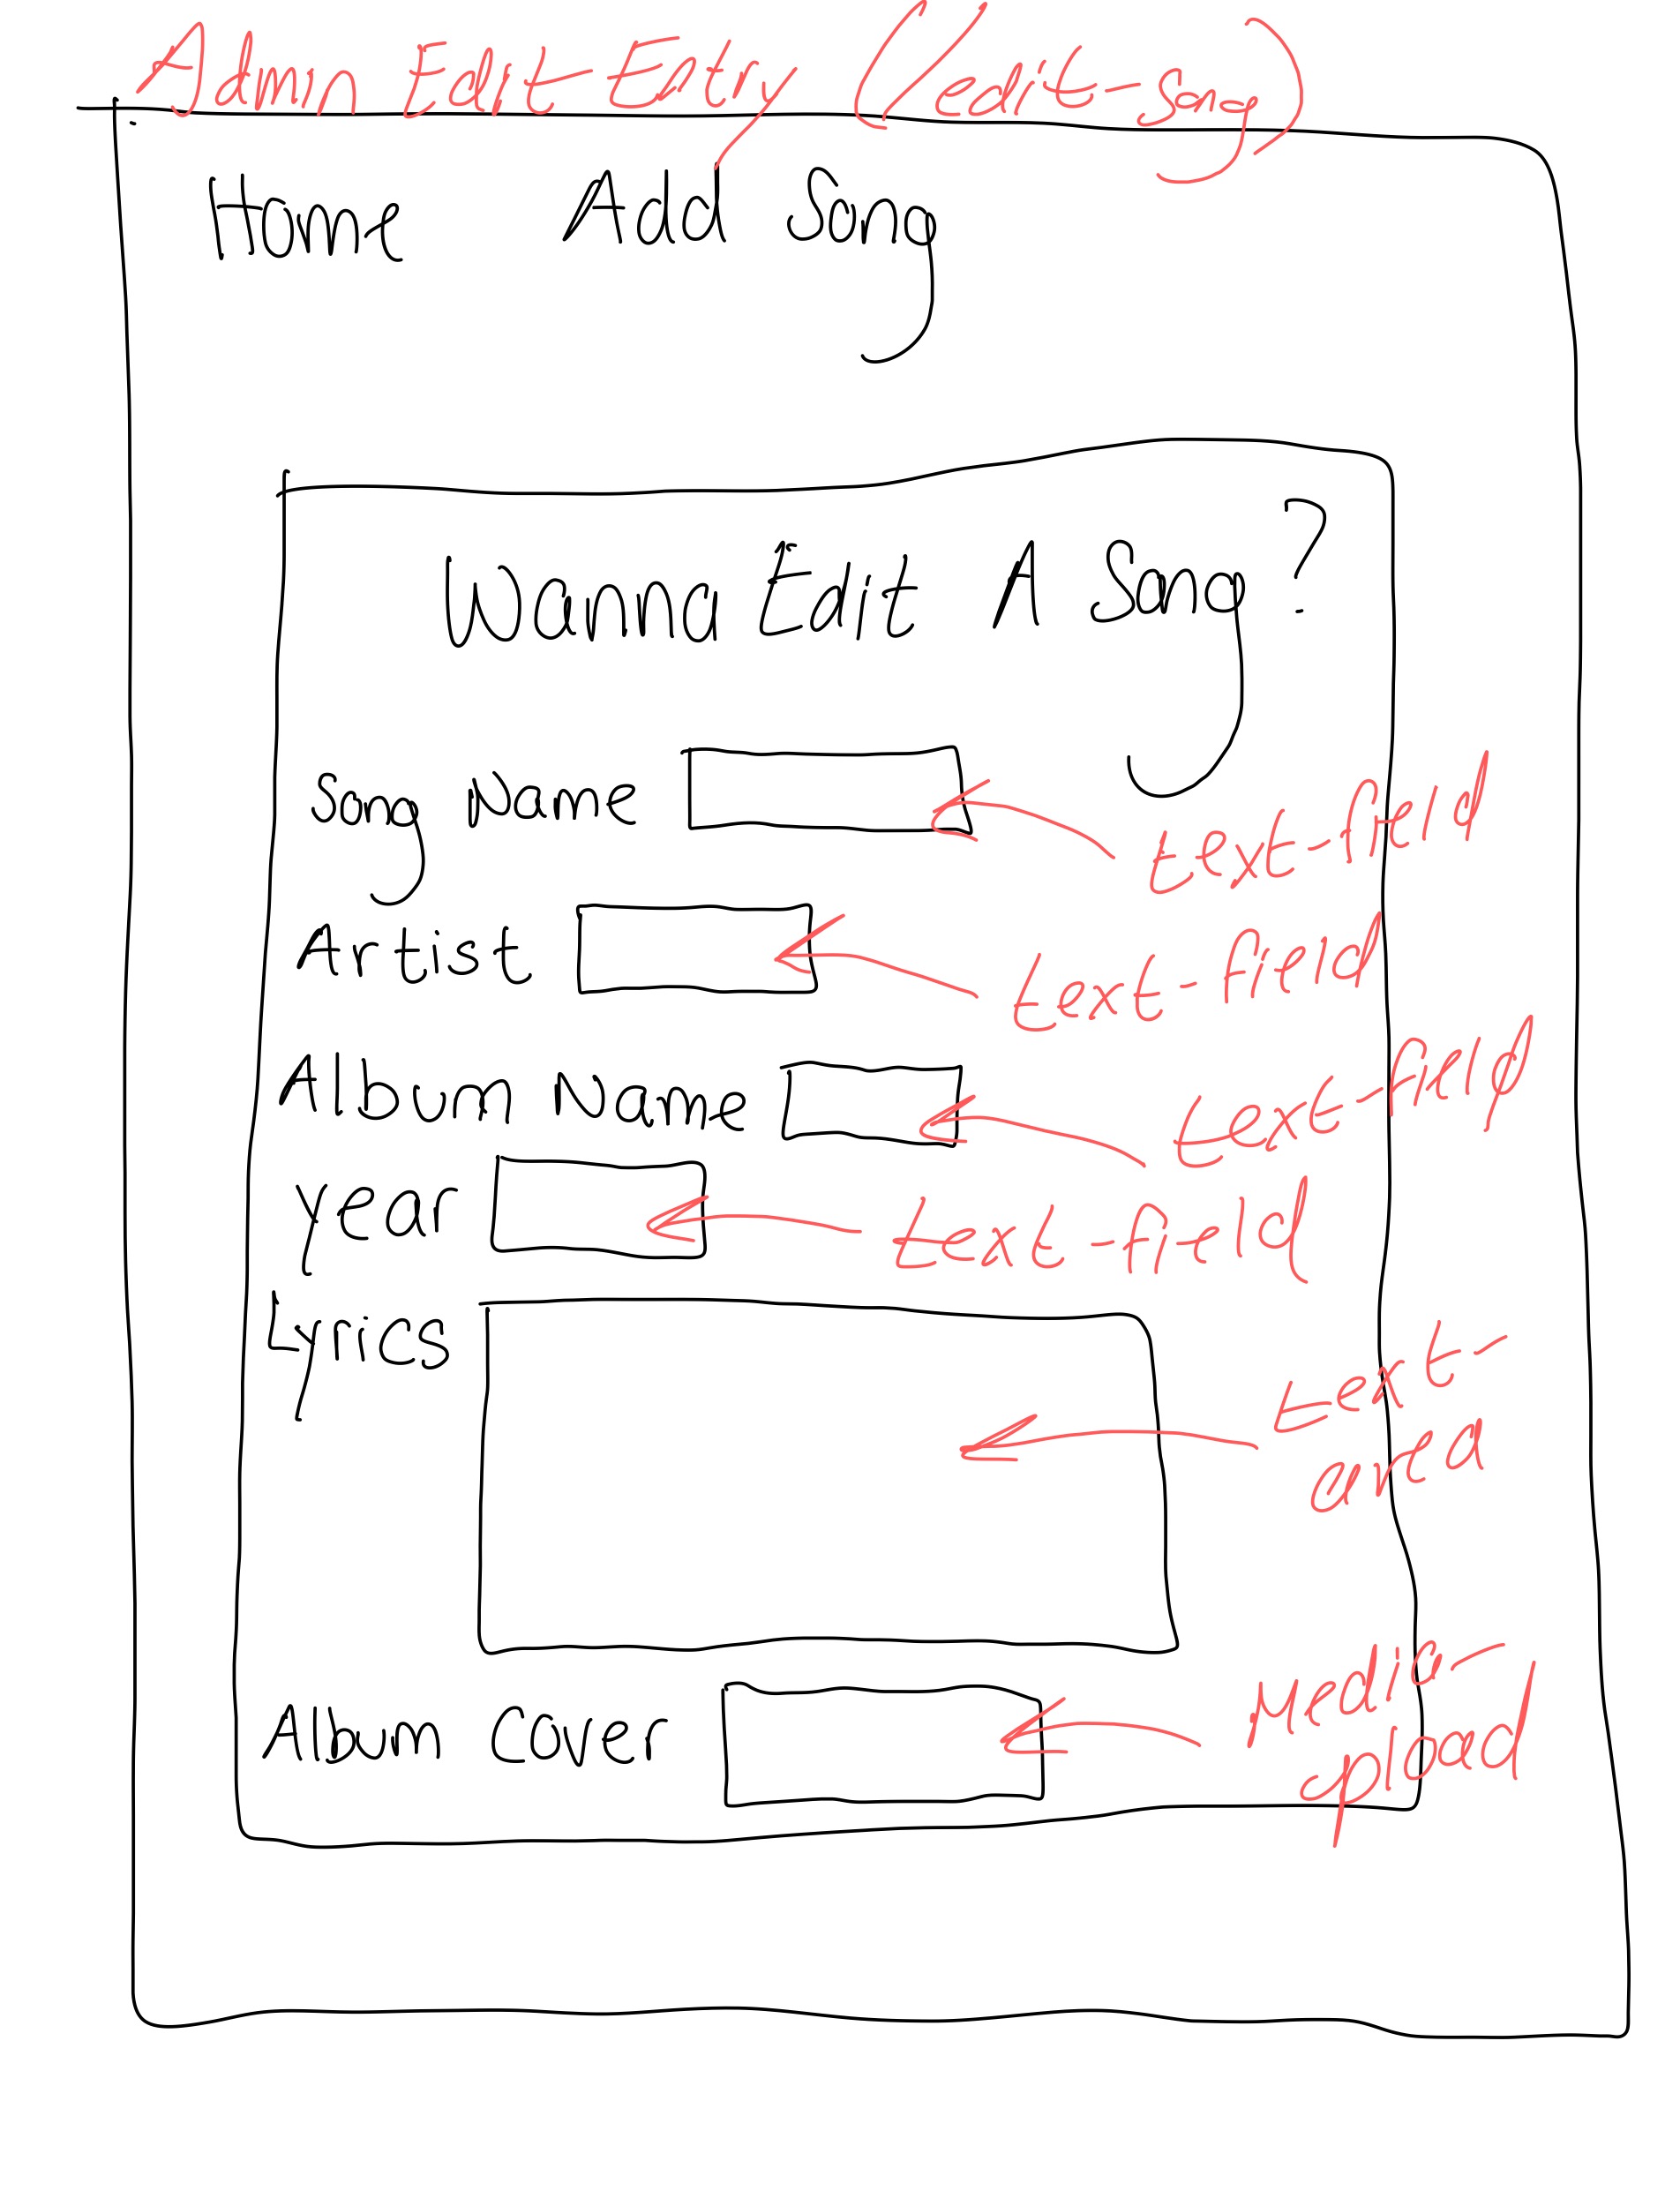 Admn Edit Entry (/edit-song)
Home Add Song
Wanna Edit A Song?
Song Name
text-field
Artist
text-field
Album Name
text-field
Year
text-field
Lyrics
text-
area
Album Cover
Media-
upload